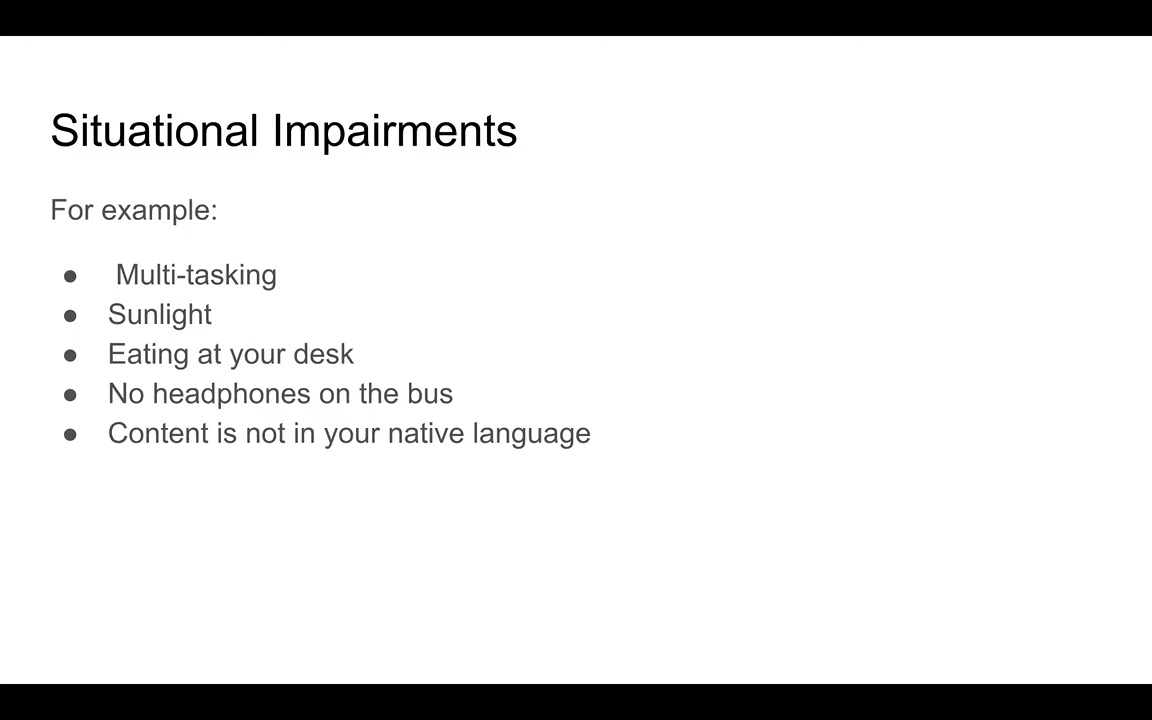 Situational Impairments
For example:
● Multi-tasking
● Sunlight
● Eating at your desk
● No headphones on the bus
● Content is not in your native language